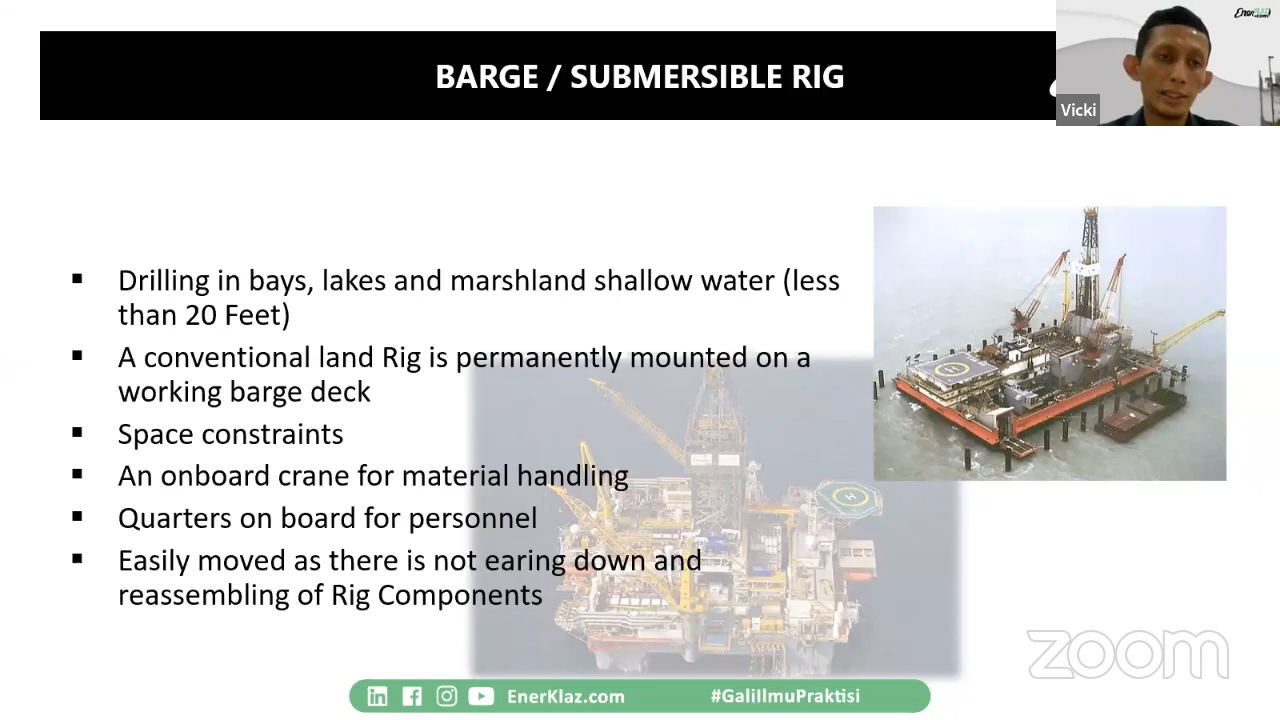 BARGE / SUBMERSIBLE RIG
Vicki
Drilling in bays, lakes and marshland shallow water (less
than 20 Feet)
A conventional land Rig is permanently mounted on a
working barge deck
Space constraints
An onboard crane for material handling
Quarters on board for personnel
Easily moved as there is not earing down and
reassembling of Rig Components
H
H
zoom
EnerKlaz.com
#GaliIlmuPraktisi